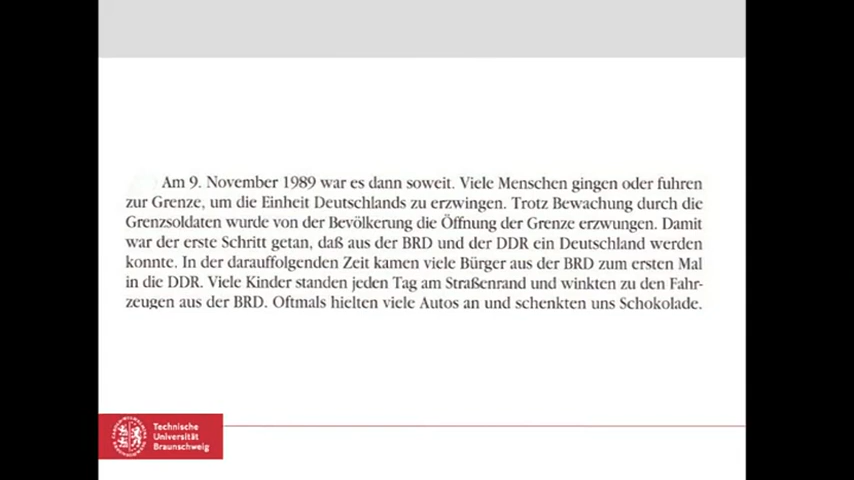 Am 9. November 1989 war es dann soweit. Viele Menschen gingen oder fuhren
zur Grenze, um die Einheit Deutschlands zu erzwingen. Trotz Bewachung durch die
Grenzsoldaten wurde von der Bevölkerung die Öffnung der Grenze erzwungen. Damit
war der erste Schritt getan, daß aus der BRD und der DDR ein Deutschland werden
konnte. In der darauffolgenden Zeit kamen viele Bürger aus der BRD zum ersten Mal
in die DDR. Viele Kinder standen jeden Tag am Straßenrand und winkten zu den Fahr-
zeugen aus der BRD. Oftmals hielten viele Autos an und schenkten uns Schokolade.
Technische
Universität
Braunschweig